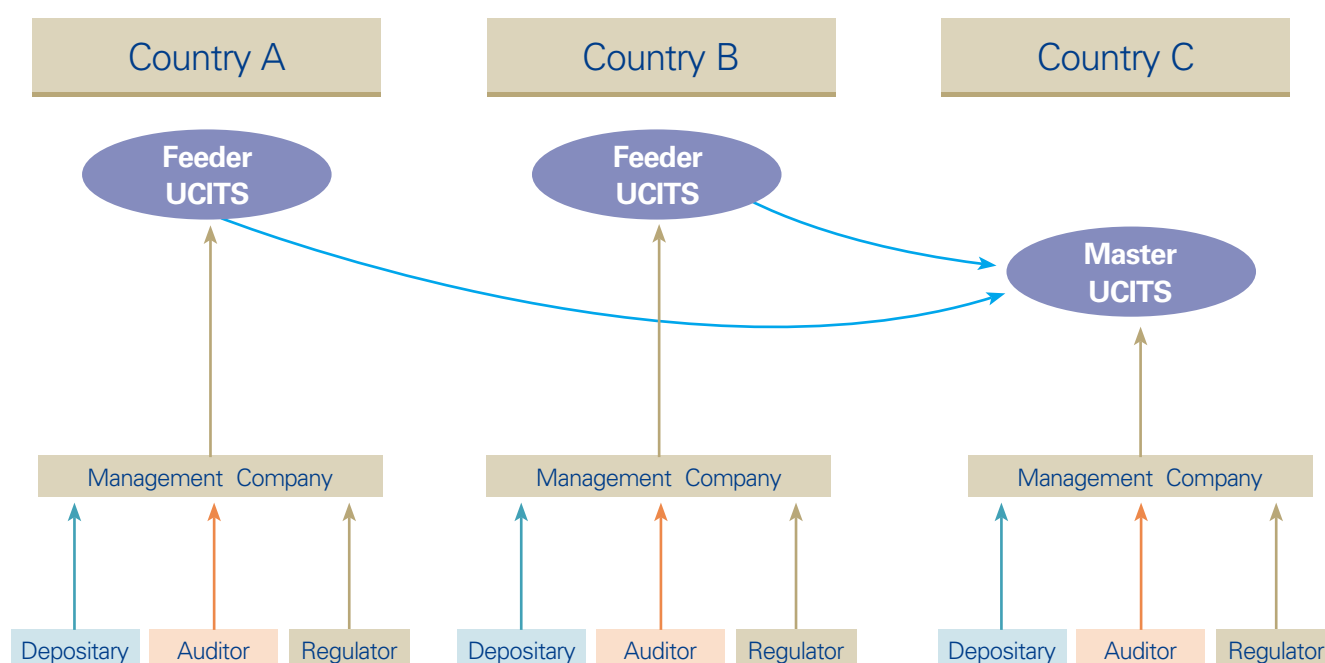 Country A
Country B
Country C
Feeder
UCITS
Feeder
UCITS
Master
UCITS
Management Company
Management Company
Management Company
Depositary
Auditor
Regulator
Depositary
Auditor
Regulator
Depositary
Auditor
Regulator